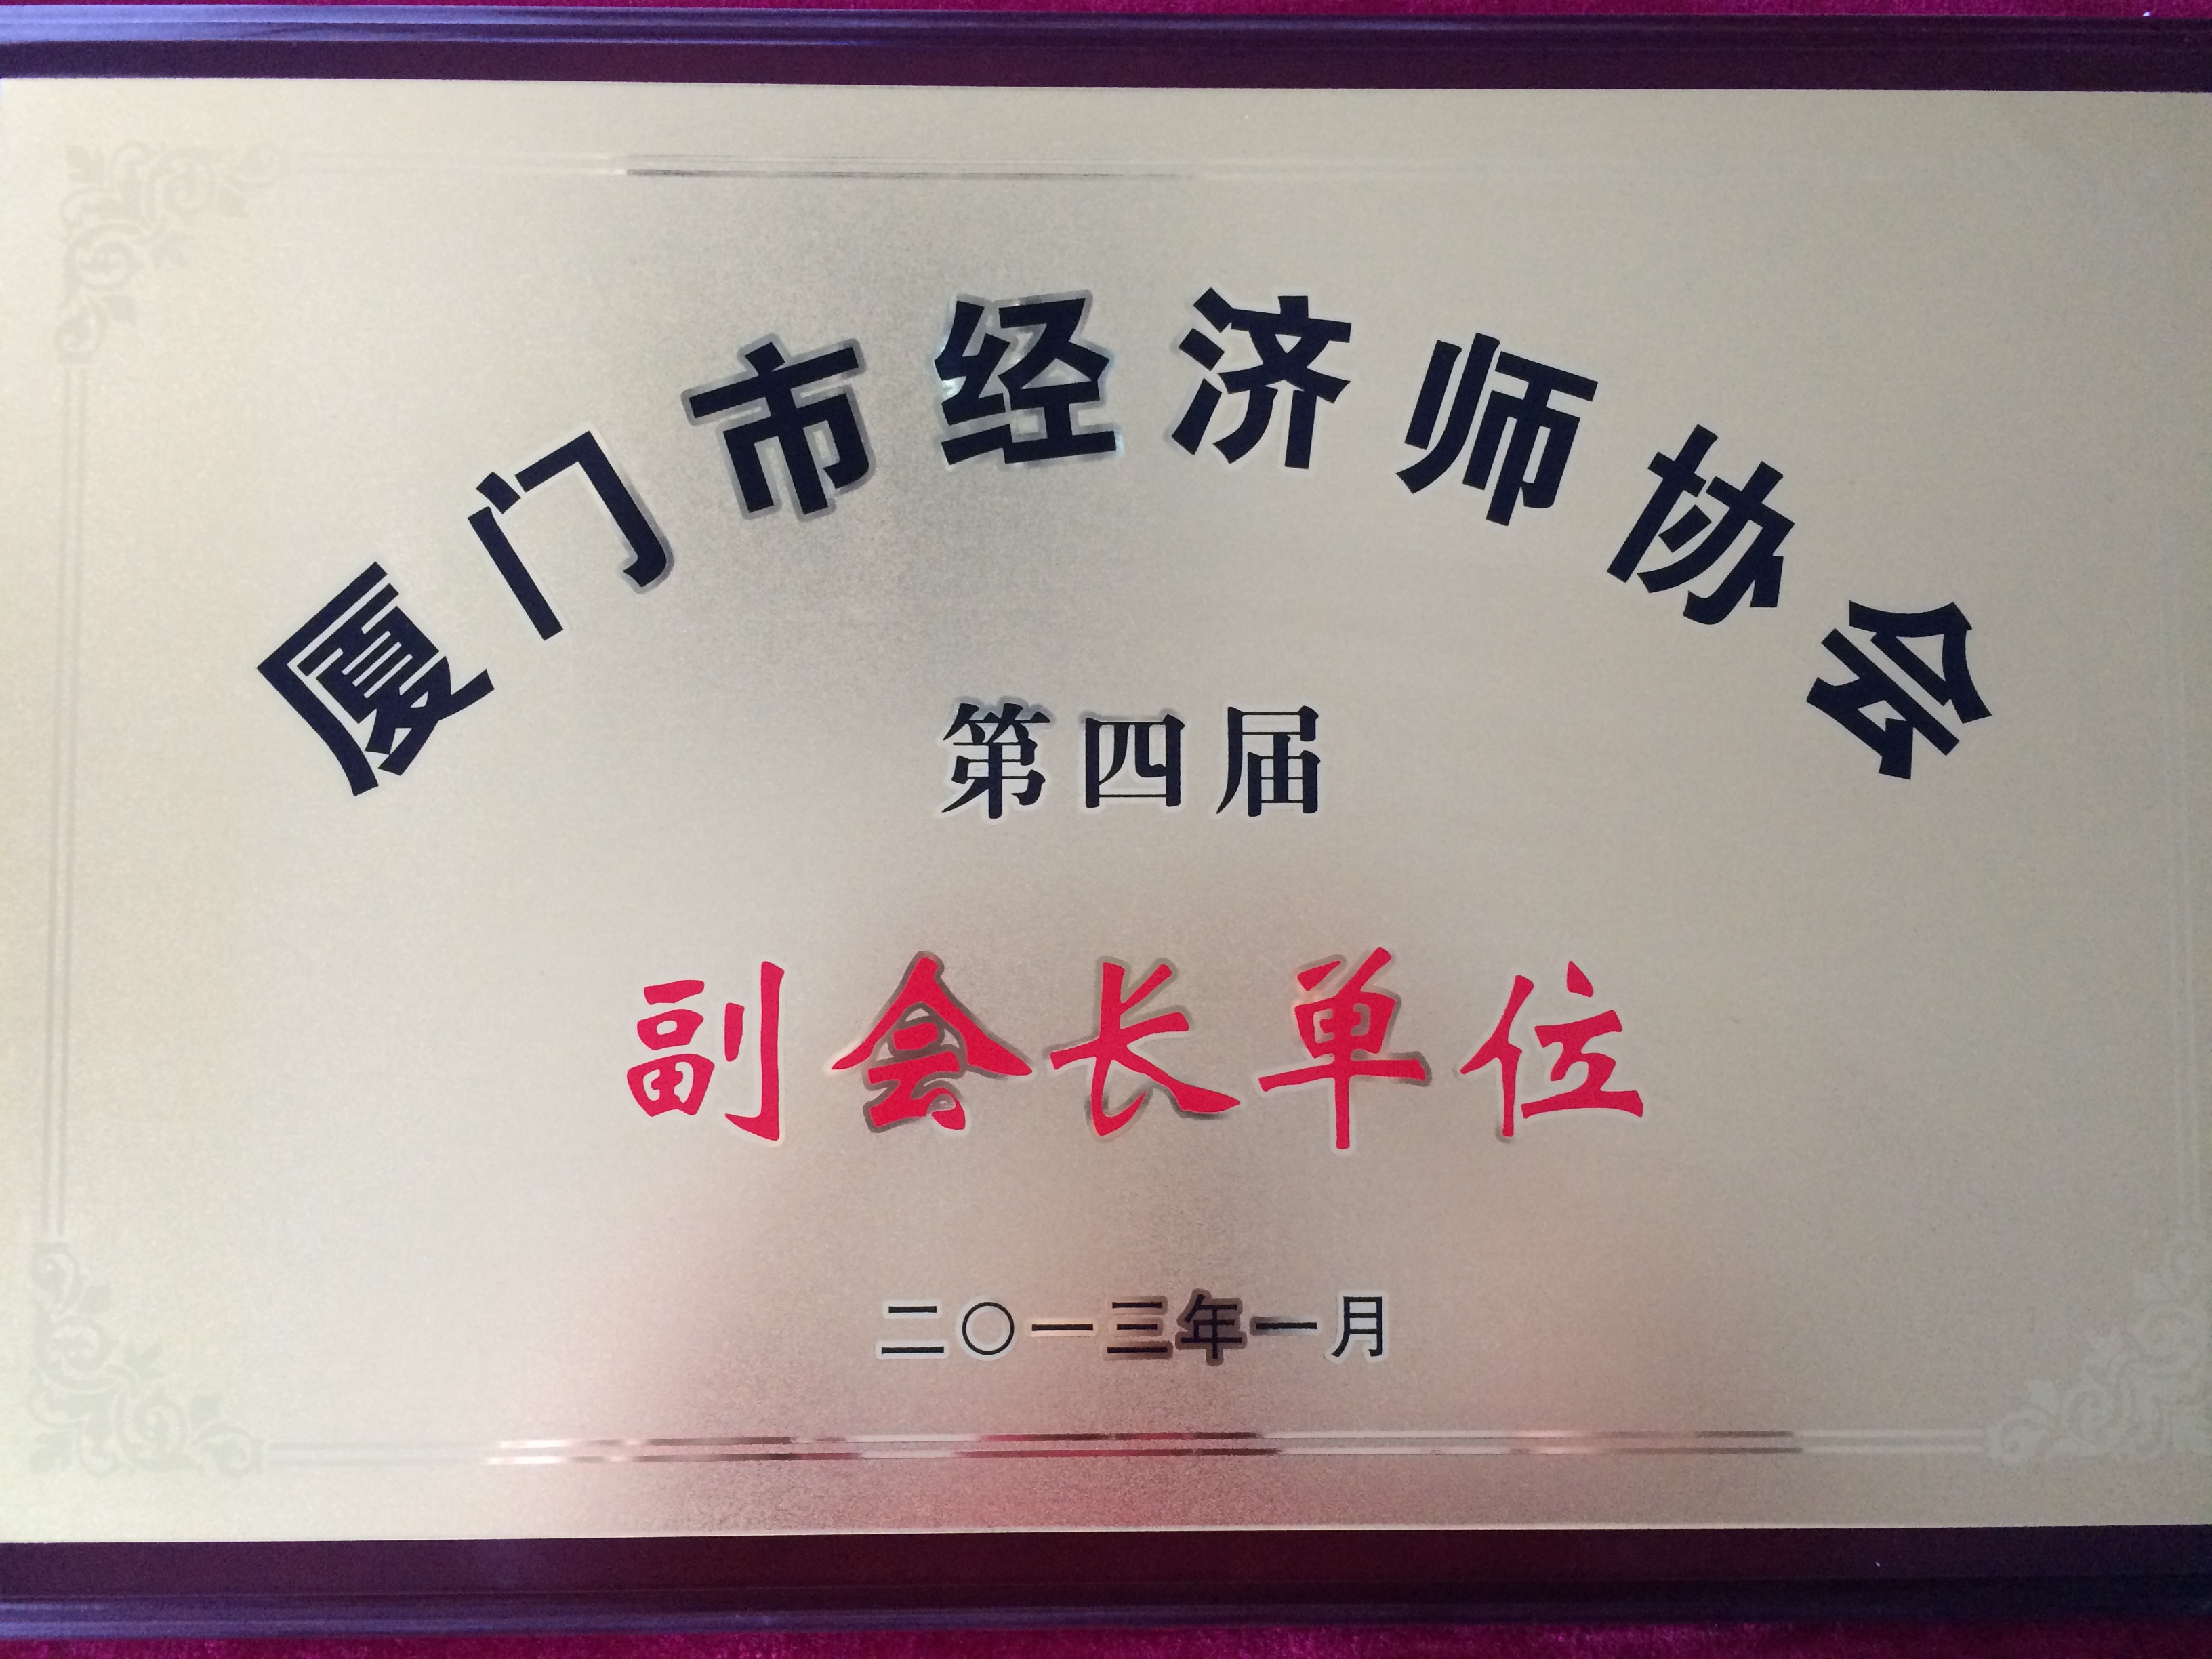 厦门市经济师协会
第四届
副会长单位
二〇一三年一月